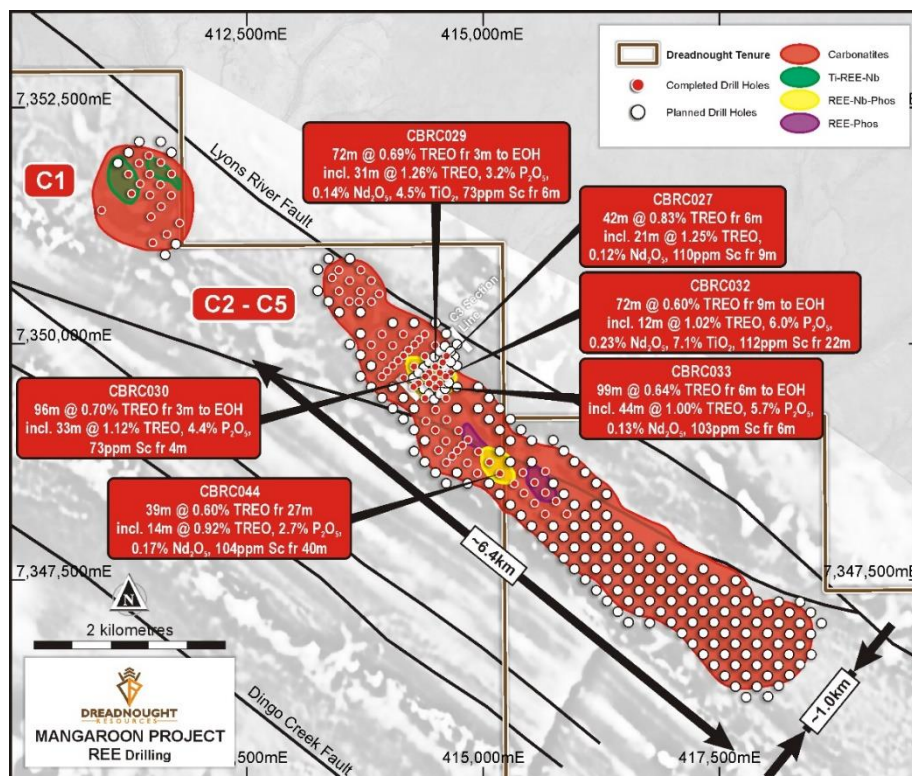 412,500mE
415,000mE
7,352,500mE
Dreadnought Tenure
Completed Drill Holes
Planned Drill Holes
Carbonatites
Ti-REE-Nb
REE-Nb-Phos
REE-Phos
Lyons River Fault
C1
CBRC029
72m @ 0.69% TREO fr 3m to EOH
incl. 31m @ 1.26% TREO, 3.2% P₂O₅,
0.14% Nd₂O₅, 4.5% TiO₂, 73ppm Sc fr 6m
CBRC027
42m @ 0.83% TREO fr 6m
incl. 21m @ 1.25% TREO,
0.12% Nd₂O₅, 110ppm Sc fr 9m
C2 - C5
C3 Section
Line
CBRC032
72m @ 0.60% TREO fr 9m to EOH
incl. 12m @ 1.02% TREO, 6.0% P₂O₅,
0.23% Nd₂O₅, 7.1% TiO₂, 112ppm Sc fr 22m
7,350,000mE
CBRC033
99m @ 0.64% TREO fr 6m to EOH
incl. 44m @ 1.00% TREO, 5.7% P₂O₅,
0.13% Nd₂O₅, 103ppm Sc fr 6m
CBRC030
96m @ 0.70% TREO fr 3m to EOH
incl. 33m @ 1.12% TREO, 4.4% P₂O₅,
73ppm Sc fr 4m
CBRC044
39m @ 0.60% TREO fr 27m
incl. 14m @ 0.92% TREO, 2.7% P₂O₅,
0.17% Nd₂O₅, 104ppm Sc fr 40m
~6.4km
7,347,500mE
7,347,500mE
N
2 kilometres
~1.0km
DREADNOUGHT
RESOURCES
MANGAROON PROJECT
REE Drilling
Dingo Creek Fault
412,500mE
415,000mE
417,500mE